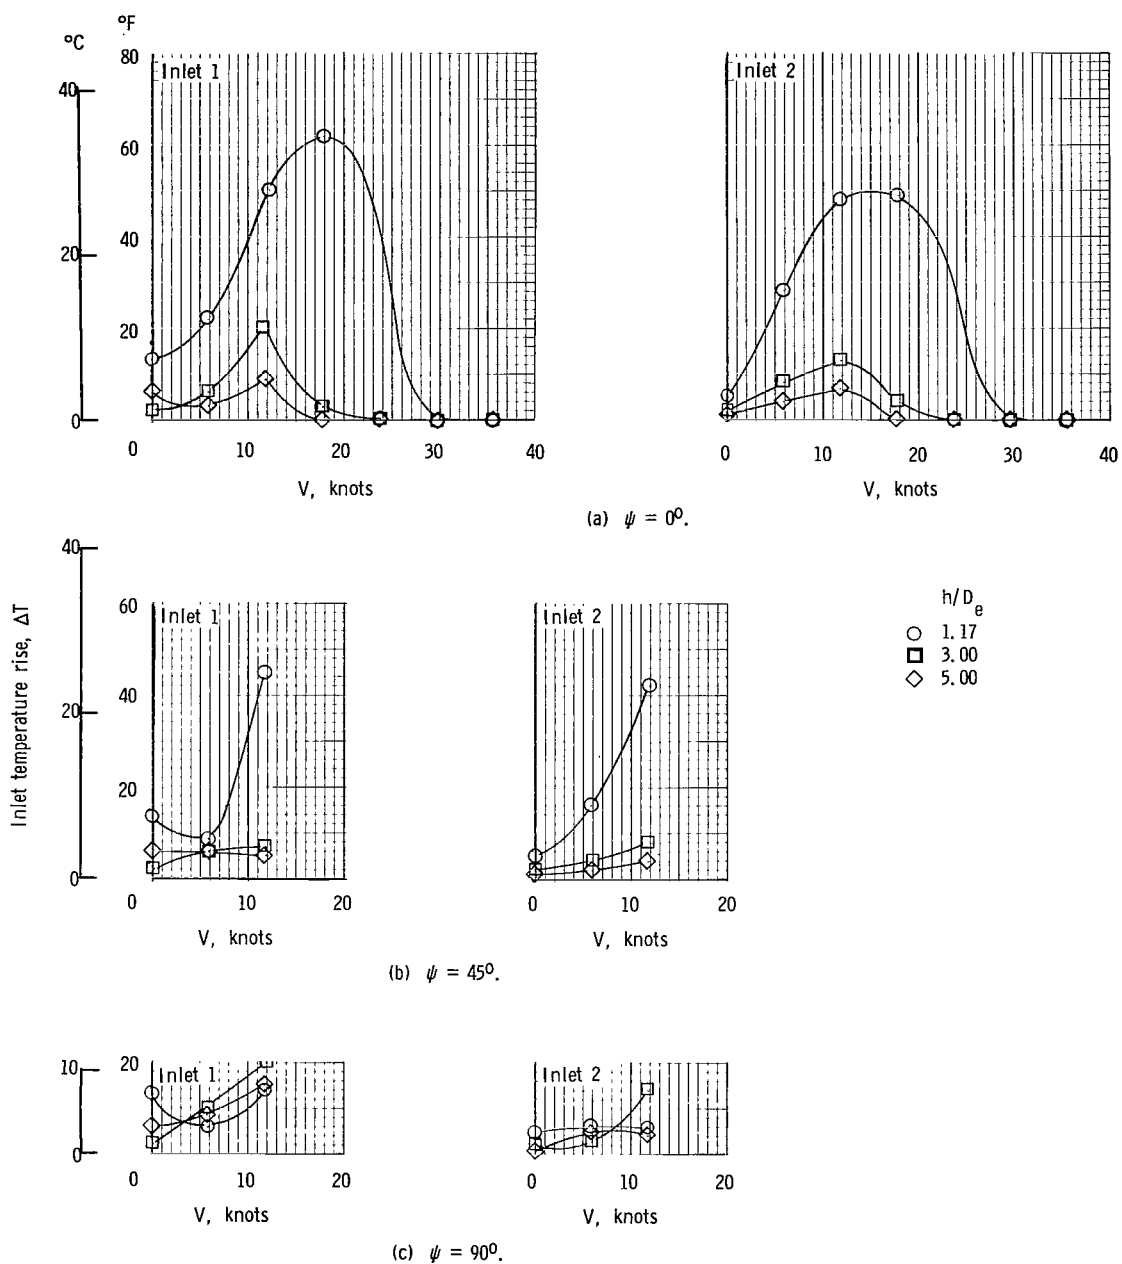 °C °F
80 Inlet 1 Inlet 2
40
60
40
20
20
0
0 10 20 30 40 0 10 20 30 40
V, knots V, knots
(a) ψ = 0°.
40
60 Inlet 1 Inlet 2
h/De
1.17
3.00
5.00
40
20
20
0
0 10 20 0 10 20
V, knots V, knots
Inlet temperature rise, ΔT
(b) ψ = 45°.
10 20 Inlet 1 Inlet 2
0
0 10 20 0 10 20
V, knots V, knots
(c) ψ = 90°.